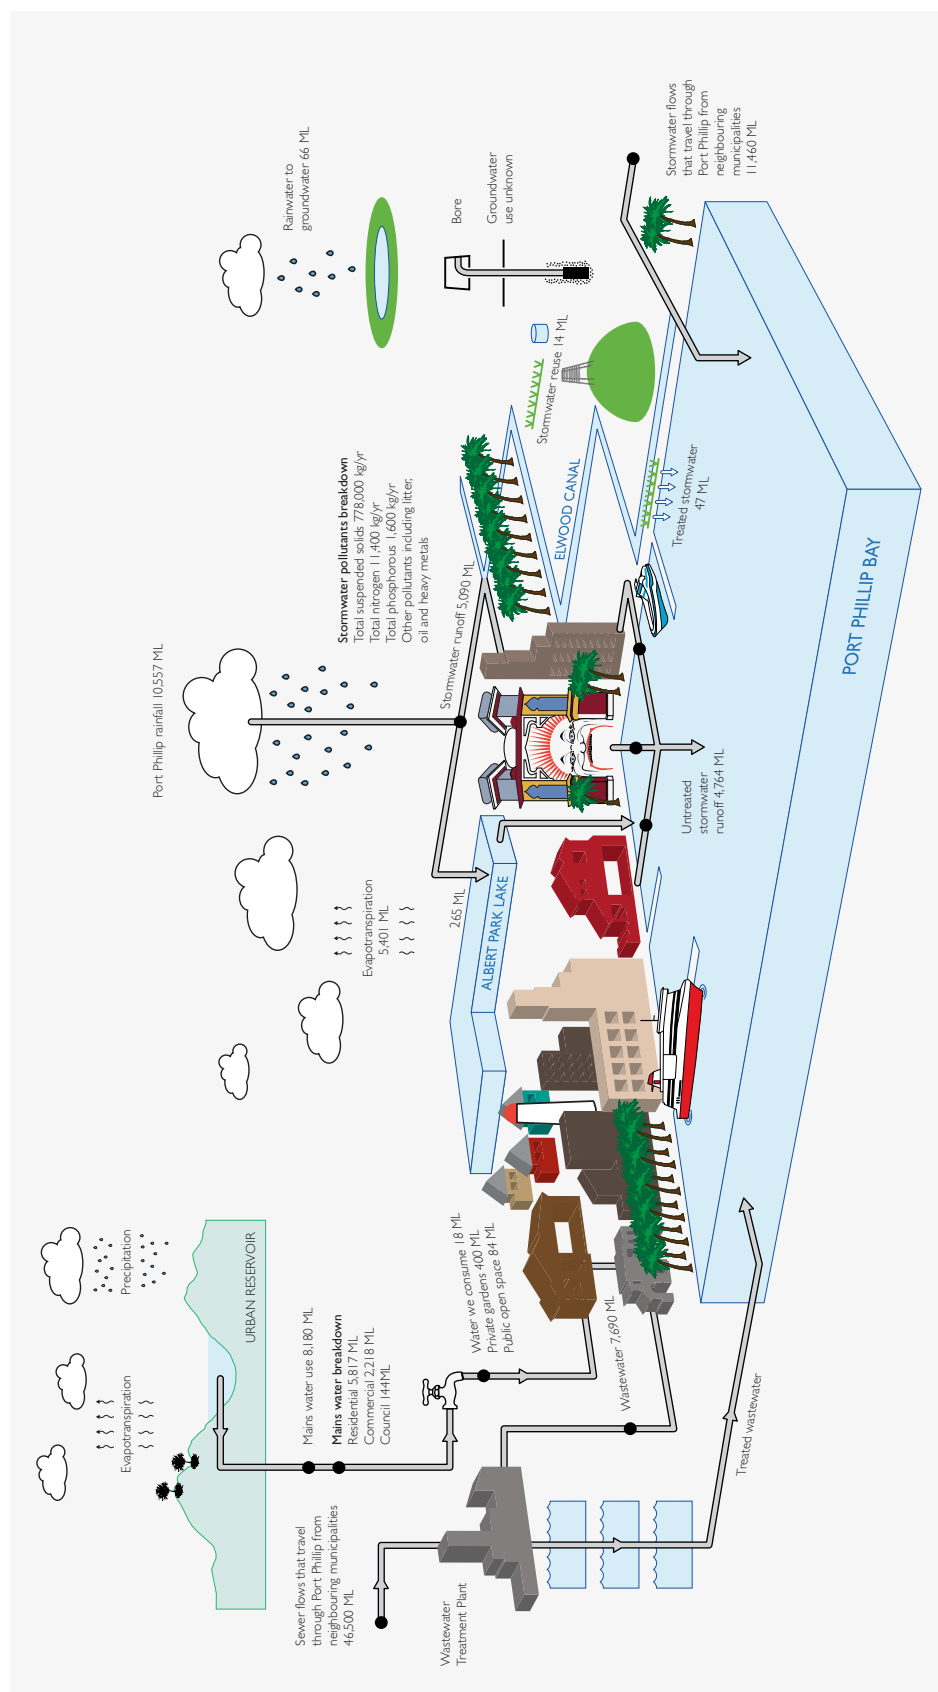 Precipitation
Evapotranspiration
URBAN RESERVOIR
Mains water use 8,180 ML
Mains water breakdown
Residential 5,817 ML
Commercial 2,218 ML
Council 144ML
Sewer flows that travel
through Port Phillip from
neighbouring municipalities
46,500 ML
Wastewater
Treatment Plant
Water we consume 18 ML
Private gardens 400 ML
Public open space 84 ML
Wastewater 7,690 ML
Treated wastewater
Evapotranspiration
5,401 ML
265 ML
ALBERT PARK LAKE
Port Phillip rainfall 10,557 ML
Stormwater pollutants breakdown
Total suspended solids 778,000 kg/yr
Total nitrogen 11,400 kg/yr
Total phosphorous 1,600 kg/yr
Other pollutants including litter,
oil and heavy metals
Stormwater runoff 5,090 ML
Untreated
stormwater
runoff 4,764 ML
ELWOOD CANAL
Stormwater reuse 14 ML
Treated stormwater
47 ML
PORT PHILLIP BAY
Rainwater to
groundwater 66 ML
Bore
Groundwater
use unknown
Stormwater flows
that travel through
Port Phillip from
neighbouring
municipalities
11,460 ML